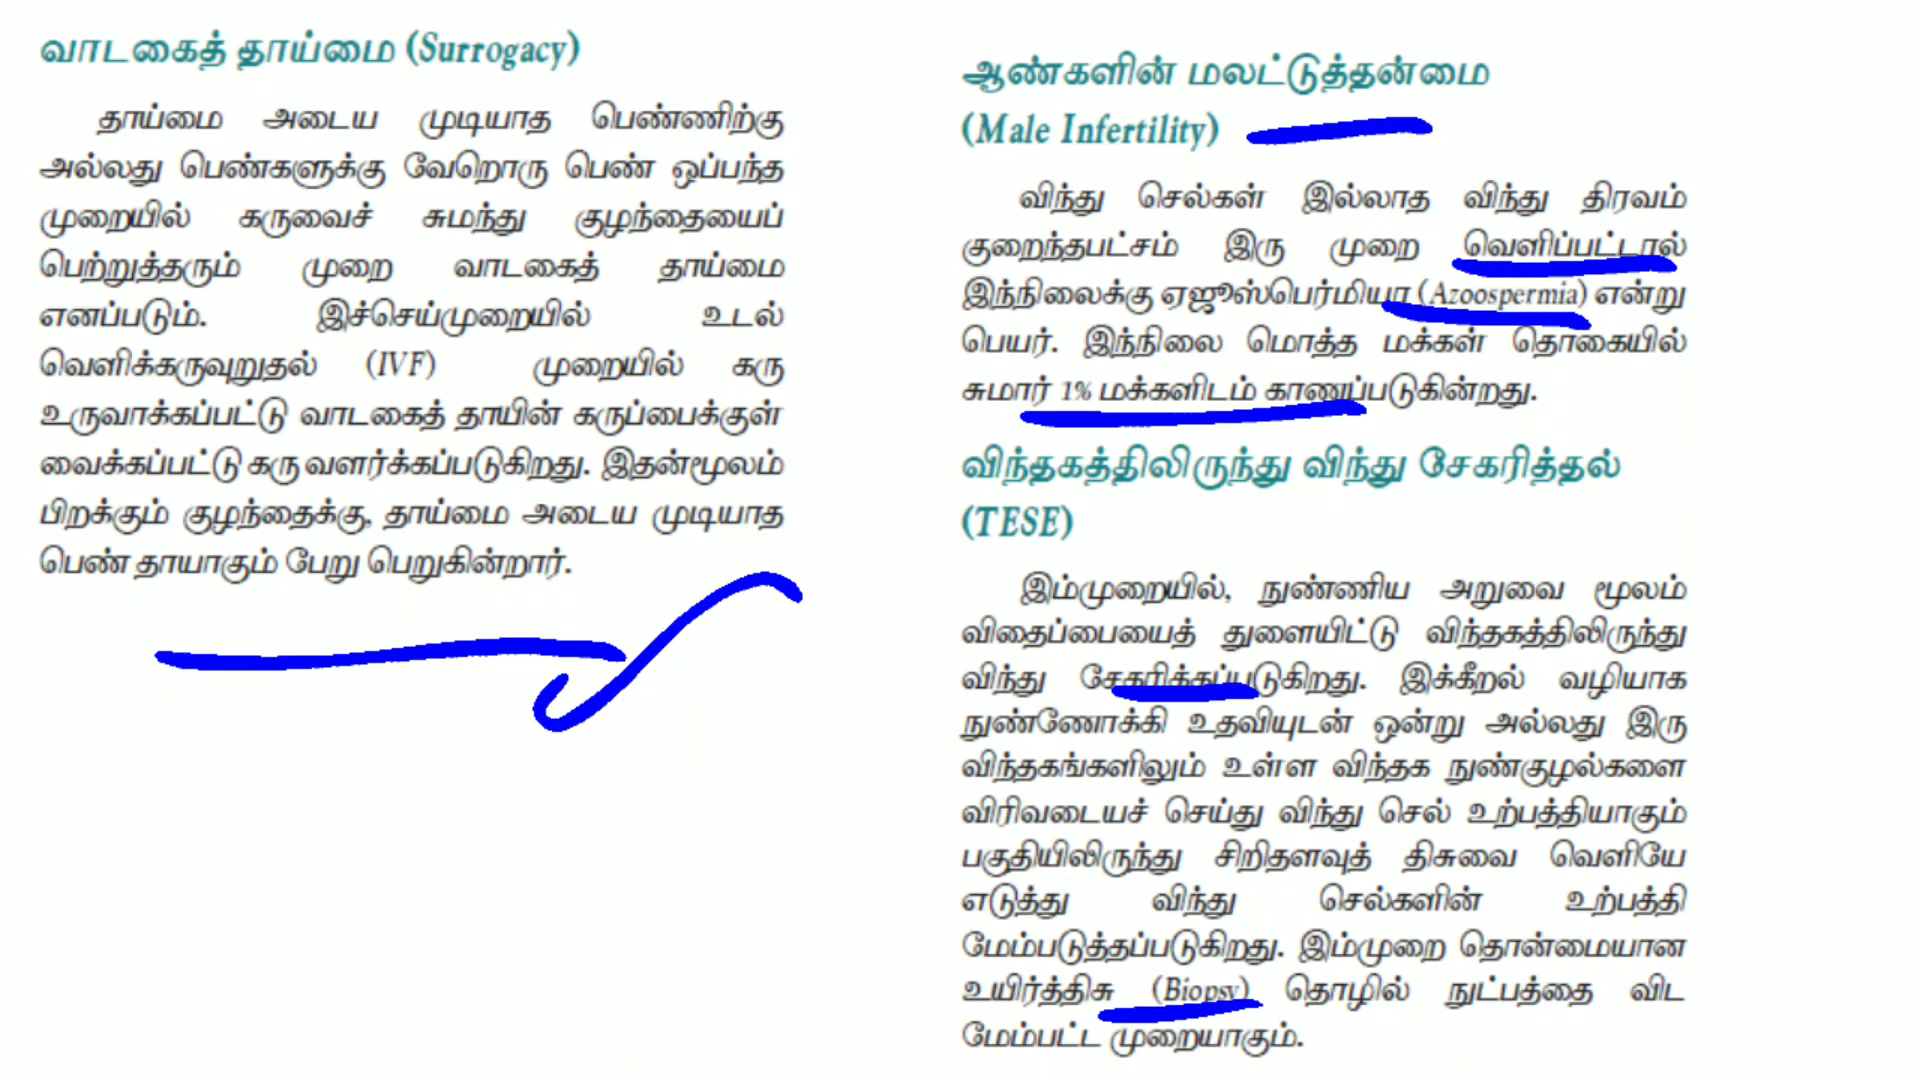 வாடகைத் தாய்மை (Surrogacy)
தாய்மை அடைய முடியாத பெண்ணிற்கு
அல்லது பெண்களுக்கு வேறொரு பெண் ஒப்பந்த
முறையில் கருவைச் சுமந்து குழந்தையைப்
பெற்றுத்தரும் முறை வாடகைத் தாய்மை
எனப்படும். இச்செய்முறையில் உடல்
வெளிக்கருவுறுதல் (IVF) முறையில் கரு
உருவாக்கப்பட்டு வாடகைத் தாயின் கருப்பைக்குள்
வைக்கப்பட்டு கரு வளர்க்கப்படுகிறது. இதன்மூலம்
பிறக்கும் குழந்தைக்கு, தாய்மை அடைய முடியாத
பெண் தாயாகும் பேறு பெறுகின்றார்.
ஆண்களின் மலட்டுத்தன்மை
(Male Infertility)
விந்து செல்கள் இல்லாத விந்து திரவம்
குறைந்தபட்சம் இரு முறை வெளிப்பட்டால்
இந்நிலைக்கு ஏஜூஸ்பெர்மியா (Azoospermia) என்று
பெயர். இந்நிலை மொத்த மக்கள் தொகையில்
சுமார் 1% மக்களிடம் காணப்படுகின்றது.
விந்தகத்திலிருந்து விந்து சேகரித்தல்
(TESE)
இம்முறையில், நுண்ணிய அறுவை மூலம்
விதைப்பையைத் துளையிட்டு விந்தகத்திலிருந்து
விந்து சேகரிக்கப்படுகிறது. இக்கீறல் வழியாக
நுண்ணோக்கி உதவியுடன் ஒன்று அல்லது இரு
விந்தகங்களிலும் உள்ள விந்தக நுண்குழல்களை
விரிவடையச் செய்து விந்து செல் உற்பத்தியாகும்
பகுதியிலிருந்து சிறிதளவுத் திசுவை வெளியே
எடுத்து விந்து செல்களின் உற்பத்தி
மேம்படுத்தப்படுகிறது. இம்முறை தொன்மையான
உயிர்த்திசு (Biopsy) தொழில் நுட்பத்தை விட
மேம்பட்ட முறையாகும்.